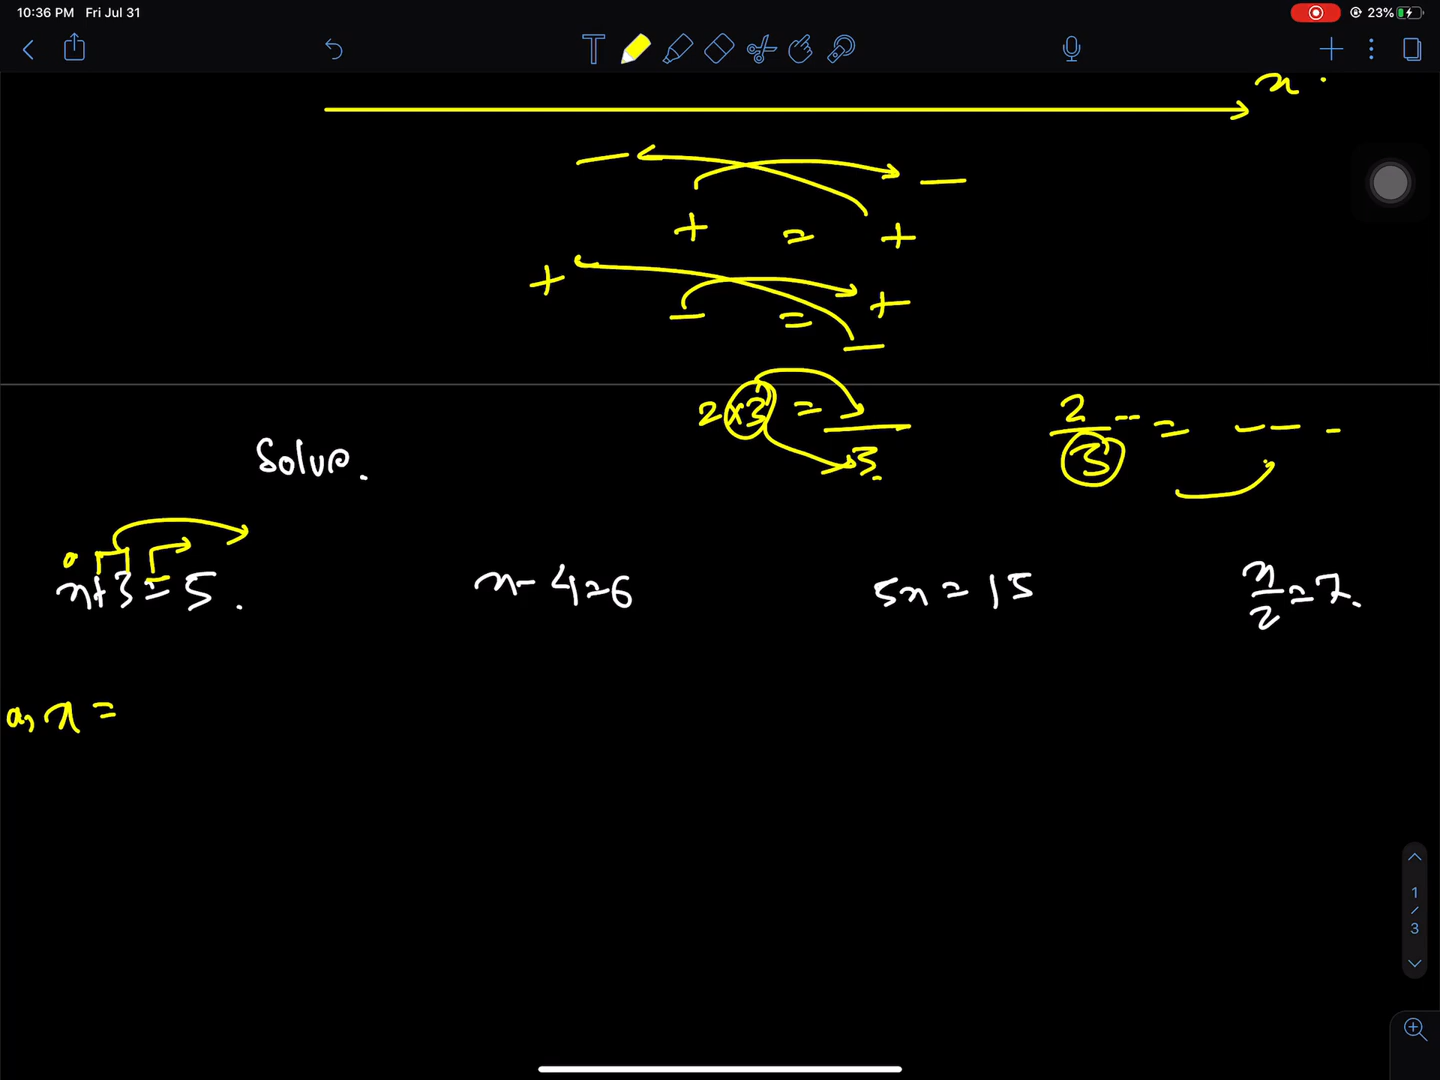 10:36 PM Fri Jul 31
23%
x.
— —
+ = +
+ — = +
—
2×3 = —
3.
2/3 -- = -- - -
Solve.
x+3=5.
x-4=6
5x=15
x/2=7.
a, x=
1
/
3